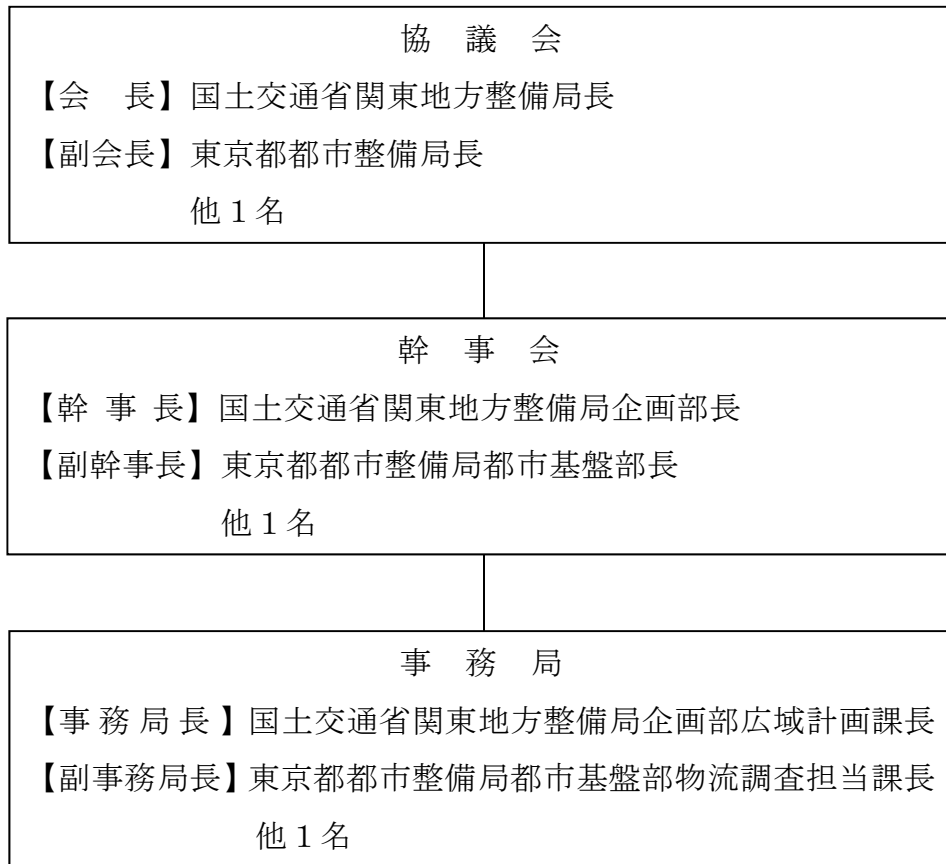 協　議　会
【会　長】国土交通省関東地方整備局長
【副会長】東京都都市整備局長
他１名
幹　事　会
【幹 事 長】国土交通省関東地方整備局企画部長
【副幹事長】東京都都市整備局都市基盤部長
他１名
事　務　局
【事 務 局 長】国土交通省関東地方整備局企画部広域計画課長
【副事務局長】東京都都市整備局都市基盤部物流調査担当課長
他１名